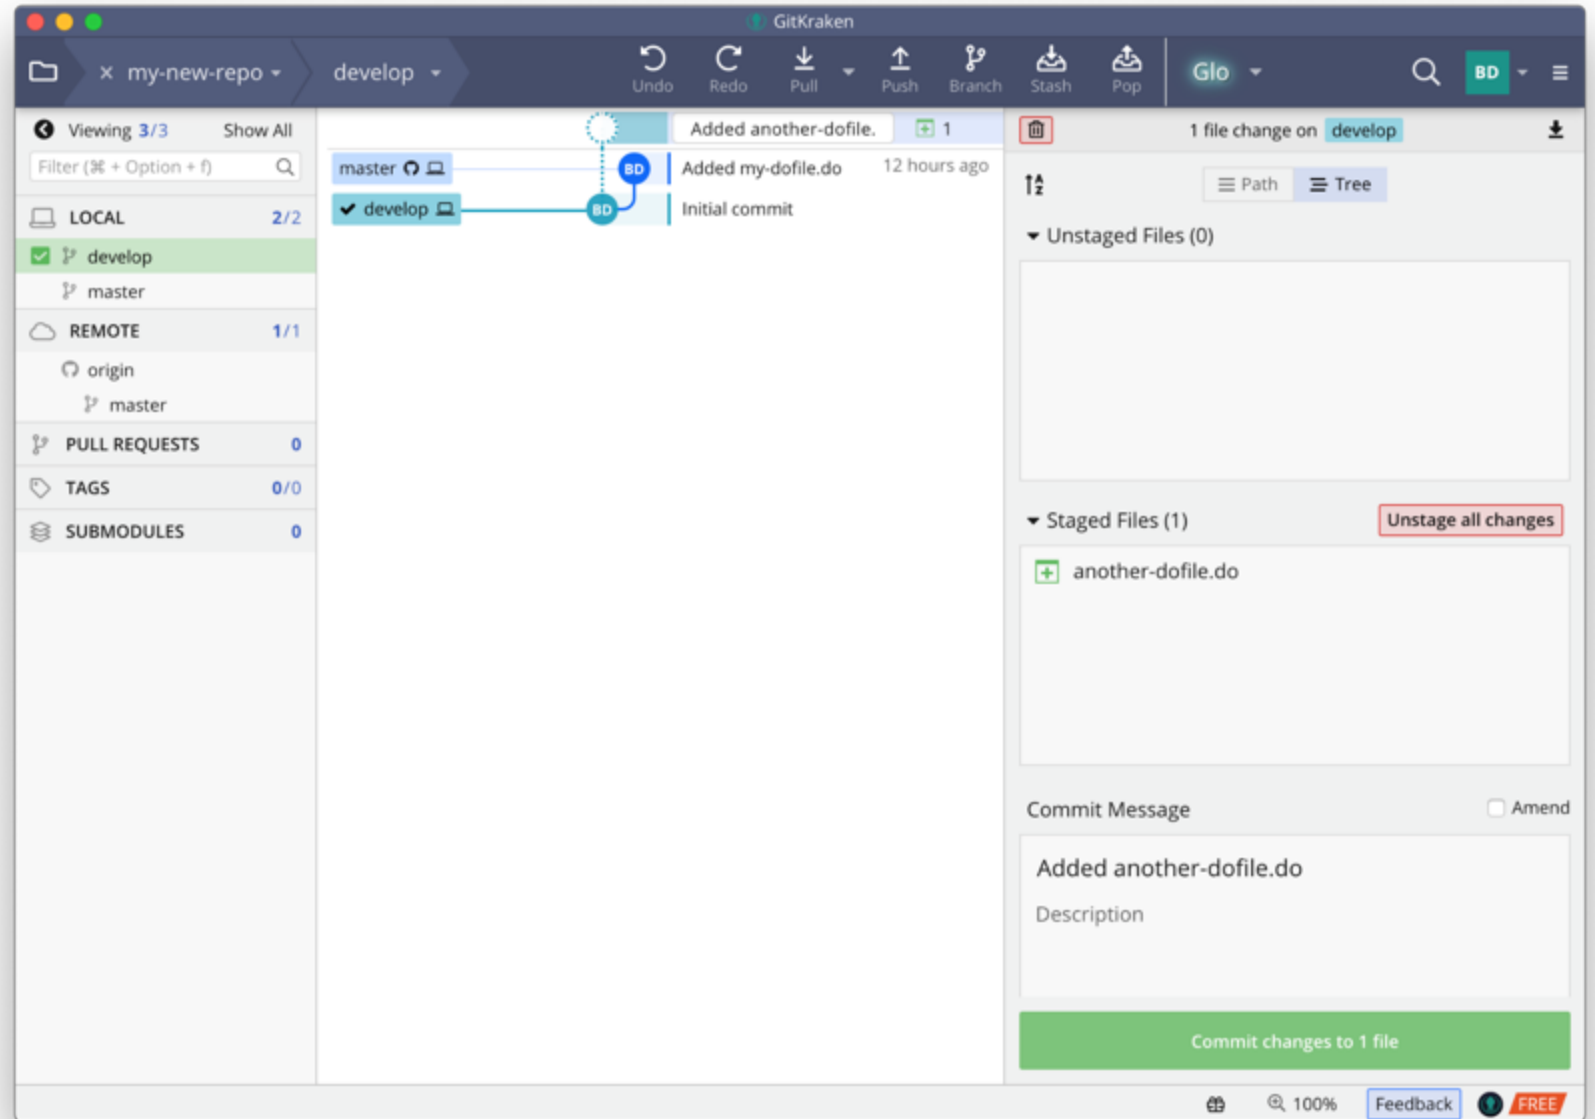 GitKraken
my-new-repo
develop
Undo
Redo
Pull
Push
Branch
Stash
Pop
Glo
BD
Viewing 3/3
Show All
Filter (⌘ + Option + f)
LOCAL 2/2
develop
master
REMOTE 1/1
origin
master
PULL REQUESTS 0
TAGS 0/0
SUBMODULES 0
Added another-dofile. 1
master BD Added my-dofile.do 12 hours ago
develop BD Initial commit
1 file change on develop
Path
Tree
Unstaged Files (0)
Staged Files (1)
Unstage all changes
another-dofile.do
Commit Message
Amend
Added another-dofile.do
Description
Commit changes to 1 file
100%
Feedback
FREE